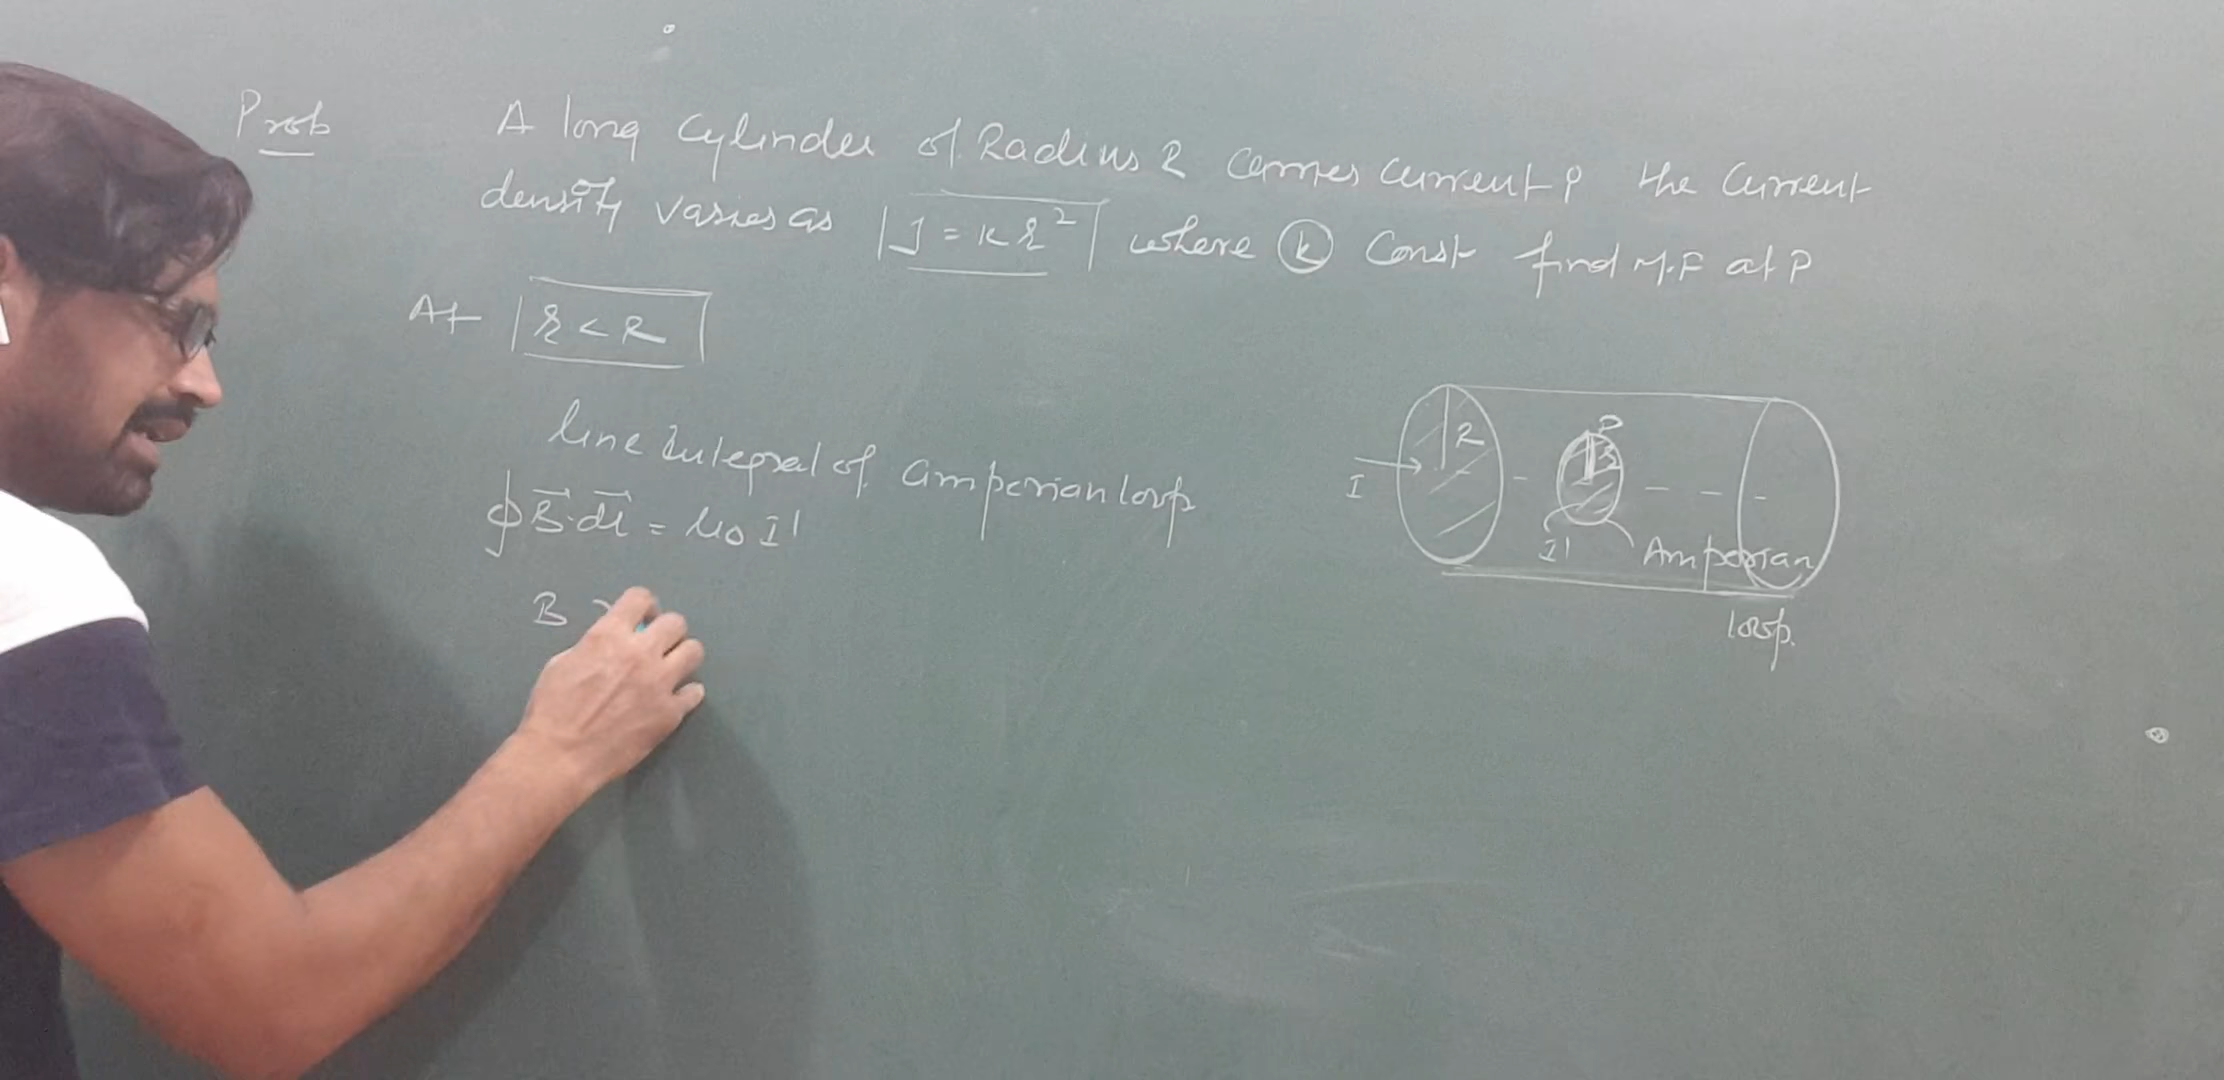 Prob A long cylinder of Radius R carries current & the current
density varies as J = kr² where k const find M.F at P
At r < R
line Integral of amperian loop
∮B⃗·dl⃗ = μ₀I'
B
R
P
r
I
I'
Amperian
loop.